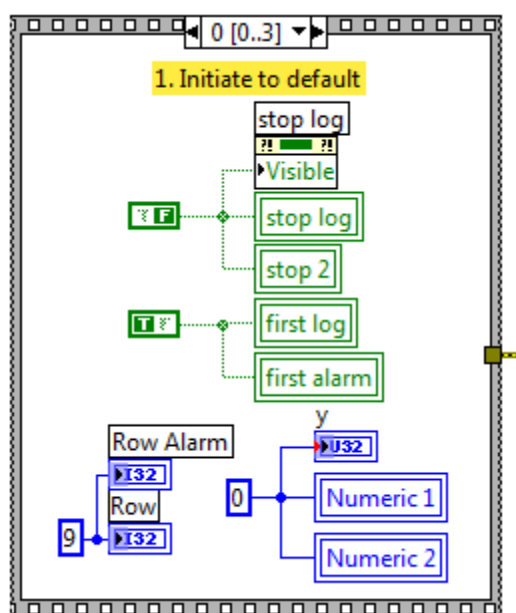 0 [0..3]
1. Initiate to default
stop log
?! ?!
Visible
F
stop log
stop 2
T
first log
first alarm
y
U32
Row Alarm
I32
Row
0
Numeric 1
9
I32
Numeric 2